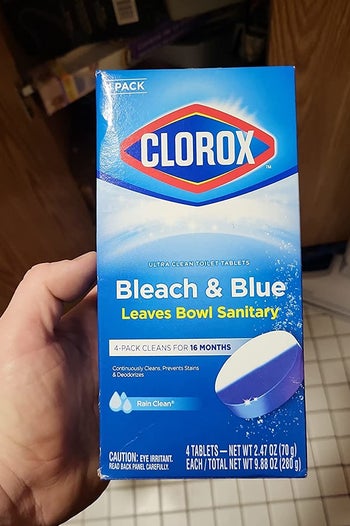 PACK
CLOROX
™
ULTRA CLEAN TOILET TABLETS
Bleach & Blue
Leaves Bowl Sanitary
4-PACK CLEANS FOR 16 MONTHS
Continuously Cleans, Prevents Stains
& Deodorizes
Rain Clean®
CAUTION: EYE IRRITANT.
READ BACK PANEL CAREFULLY.
4 TABLETS — NET WT 2.47 OZ (70 g)
EACH / TOTAL NET WT 9.88 OZ (280 g)